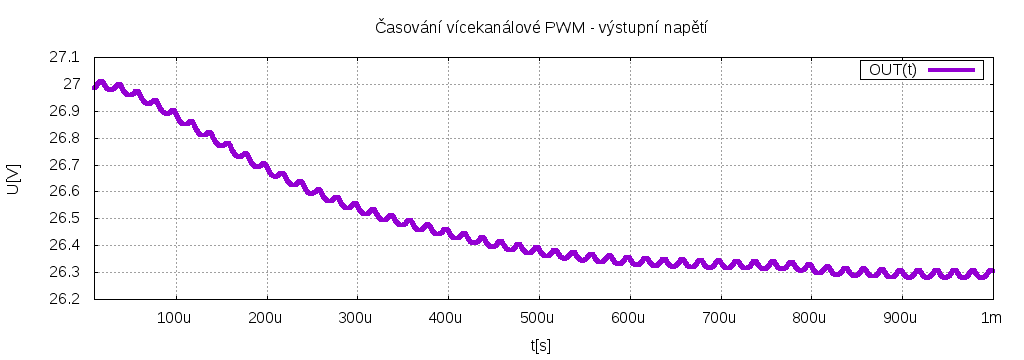 Časování vícekanálové PWM - výstupní napětí
27.1
27
26.9
26.8
26.7
26.6
26.5
26.4
26.3
26.2
U[V]
OUT(t)
100u 200u 300u 400u 500u 600u 700u 800u 900u 1m
t[s]